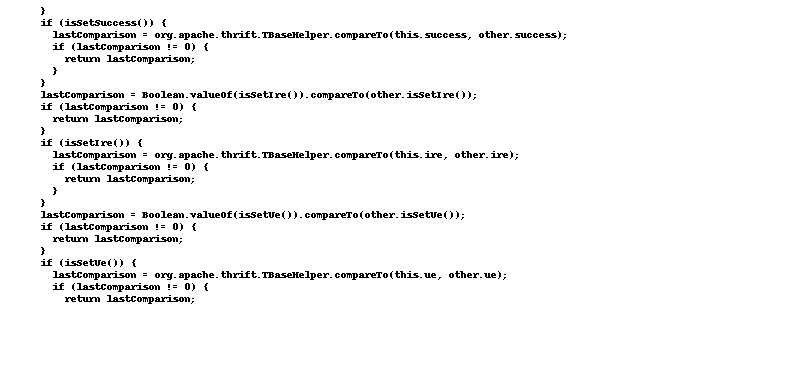 }
if (isSetSuccess()) {
lastComparison = org.apache.thrift.TBaseHelper.compareTo(this.success, other.success);
if (lastComparison != 0) {
return lastComparison;
}
}
lastComparison = Boolean.valueOf(isSetIre()).compareTo(other.isSetIre());
if (lastComparison != 0) {
return lastComparison;
}
if (isSetIre()) {
lastComparison = org.apache.thrift.TBaseHelper.compareTo(this.ire, other.ire);
if (lastComparison != 0) {
return lastComparison;
}
}
lastComparison = Boolean.valueOf(isSetUe()).compareTo(other.isSetUe());
if (lastComparison != 0) {
return lastComparison;
}
if (isSetUe()) {
lastComparison = org.apache.thrift.TBaseHelper.compareTo(this.ue, other.ue);
if (lastComparison != 0) {
return lastComparison;